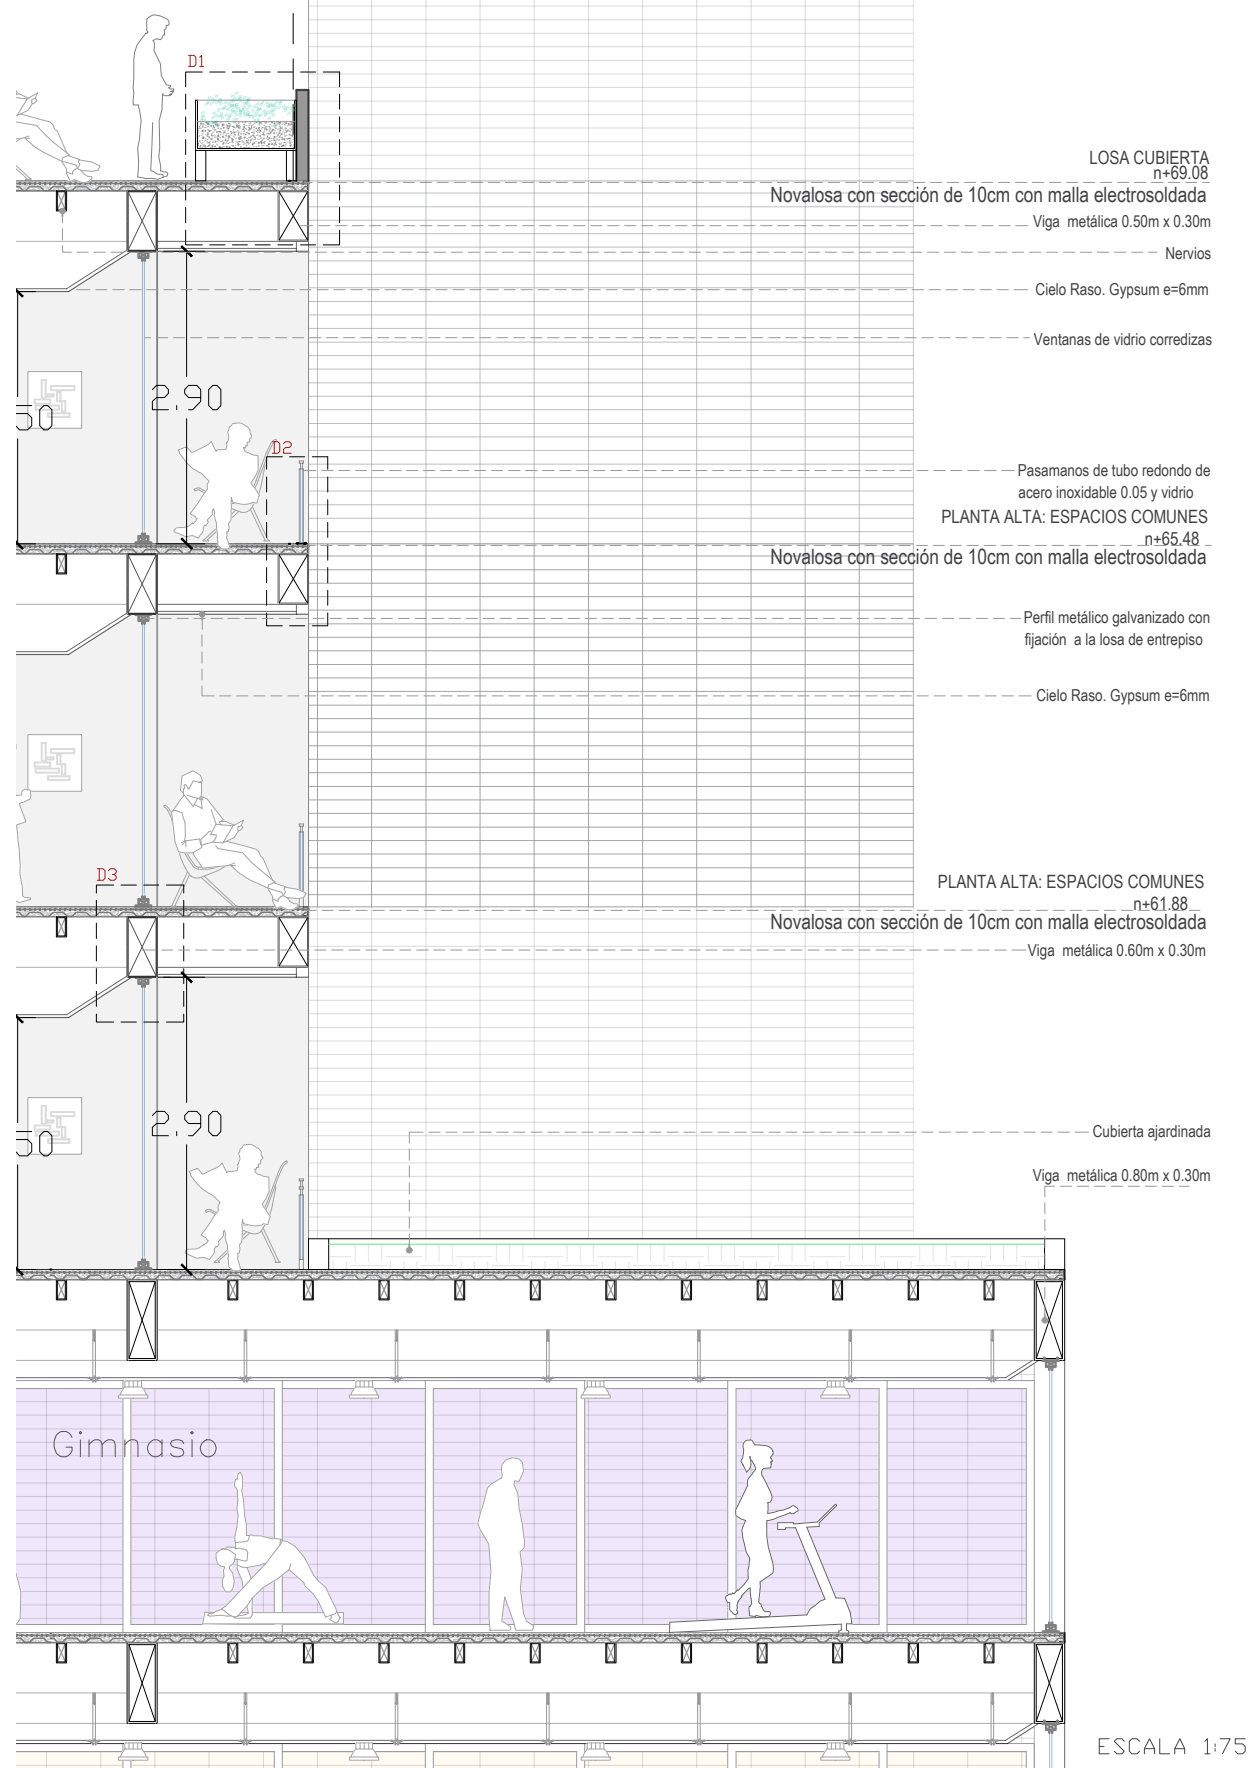 D1
LOSA CUBIERTA
n+69.08
Novalosa con sección de 10cm con malla electrosoldada
Viga metálica 0.50m x 0.30m
Nervios
Cielo Raso. Gypsum e=6mm
Ventanas de vidrio corredizas
2.90
50
D2
Pasamanos de tubo redondo de
acero inoxidable 0.05 y vidrio
PLANTA ALTA: ESPACIOS COMUNES
n+65.48
Novalosa con sección de 10cm con malla electrosoldada
Perfil metálico galvanizado con
fijación a la losa de entrepiso
Cielo Raso. Gypsum e=6mm
D3
PLANTA ALTA: ESPACIOS COMUNES
n+61.88
Novalosa con sección de 10cm con malla electrosoldada
Viga metálica 0.60m x 0.30m
2.90
50
Cubierta ajardinada
Viga metálica 0.80m x 0.30m
Gimnasio
ESCALA 1:75